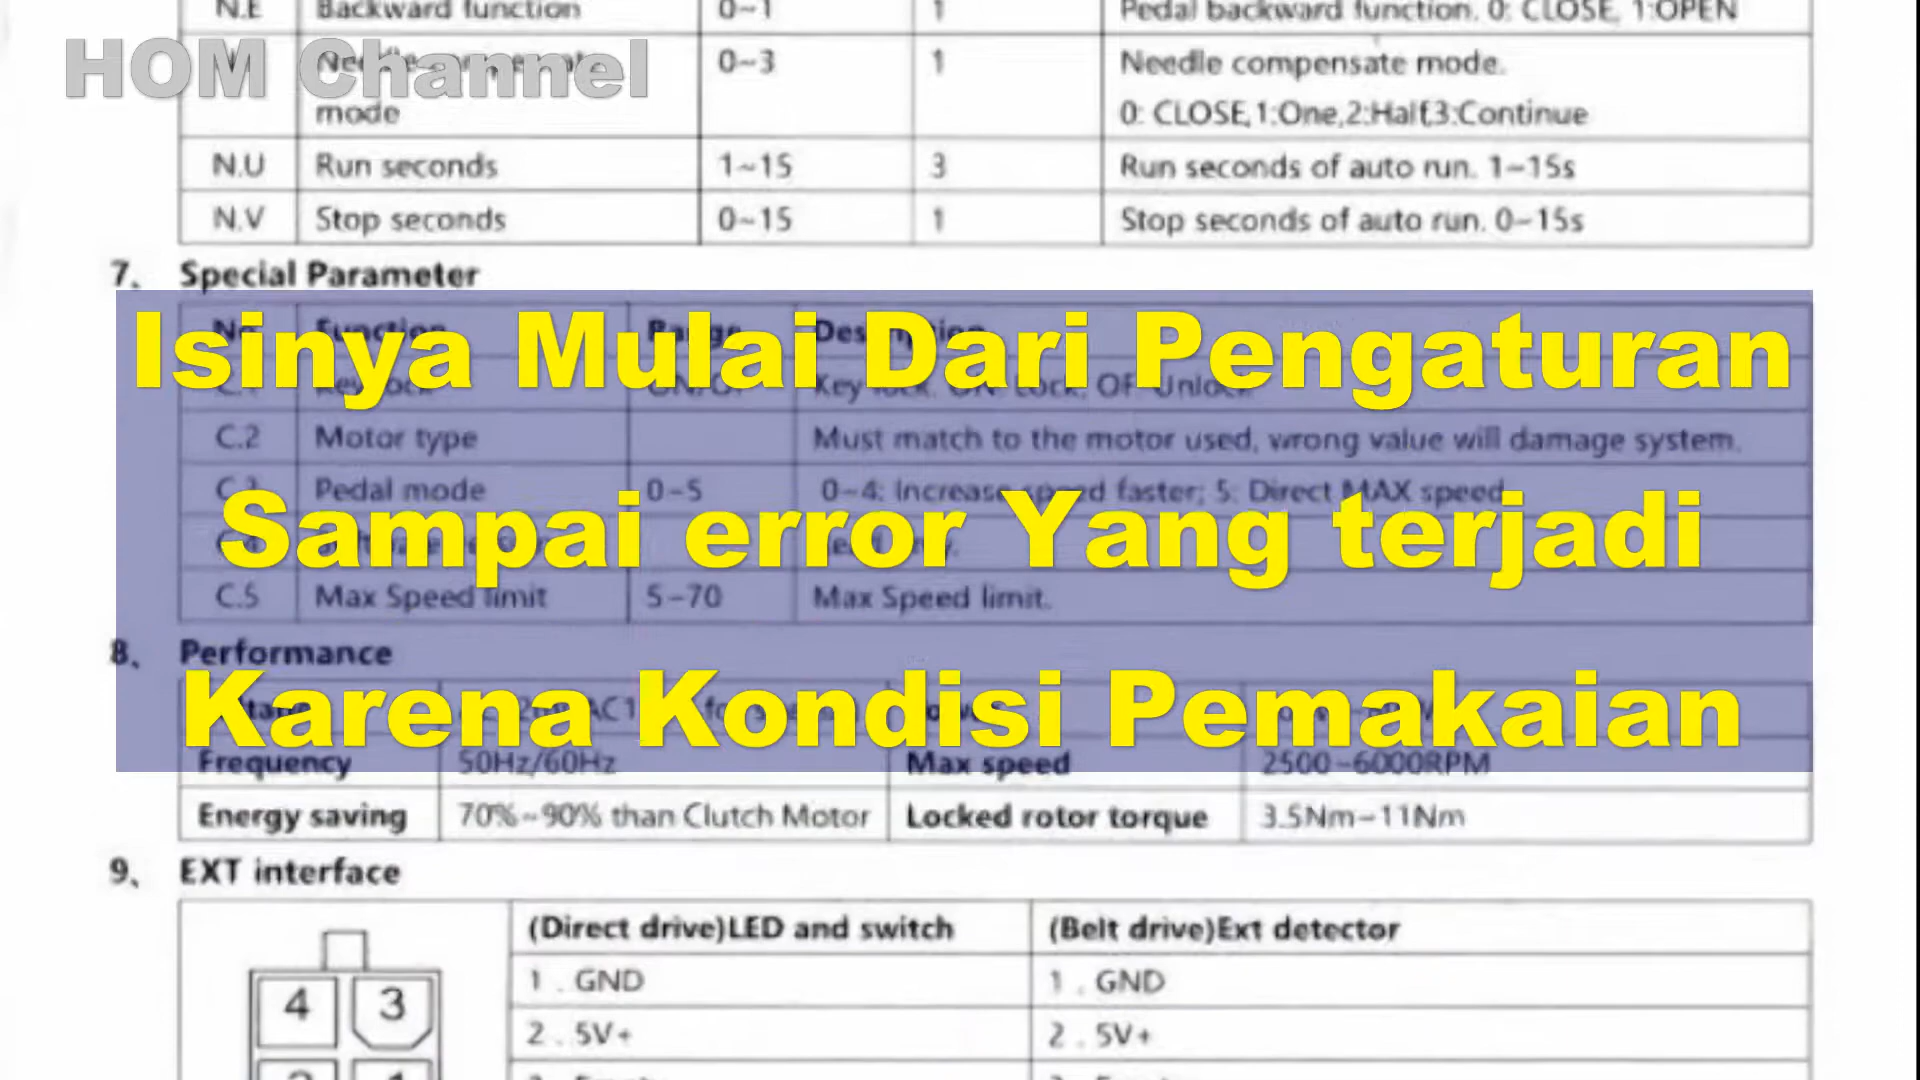 N.E Backward function 0~1 1 Pedal backward function. 0: CLOSE, 1:OPEN
HOM Channel
0~3 1 Needle compensate mode.
mode 0: CLOSE,1:One,2:Half,3:Continue
N.U Run seconds 1~15 3 Run seconds of auto run. 1~15s
N.V Stop seconds 0~15 1 Stop seconds of auto run. 0~15s
7、 Special Parameter
Isinya Mulai Dari Pengaturan
C.2 Motor type Must match to the motor used, wrong value will damage system.
Pedal mode 0~5 0~4: Increase speed faster; 5: Direct MAX speed
Sampai error Yang terjadi
C.5 Max Speed limit 5~70 Max Speed limit.
8、 Performance
Karena Kondisi Pemakaian
Frequency 50Hz/60Hz Max speed 2500~6000RPM
Energy saving 70%~90% than Clutch Motor Locked rotor torque 3.5Nm~11Nm
9、 EXT interface
(Direct drive)LED and switch (Belt drive)Ext detector
4 3 1 . GND 1 . GND
2 . 5V+ 2 . 5V+